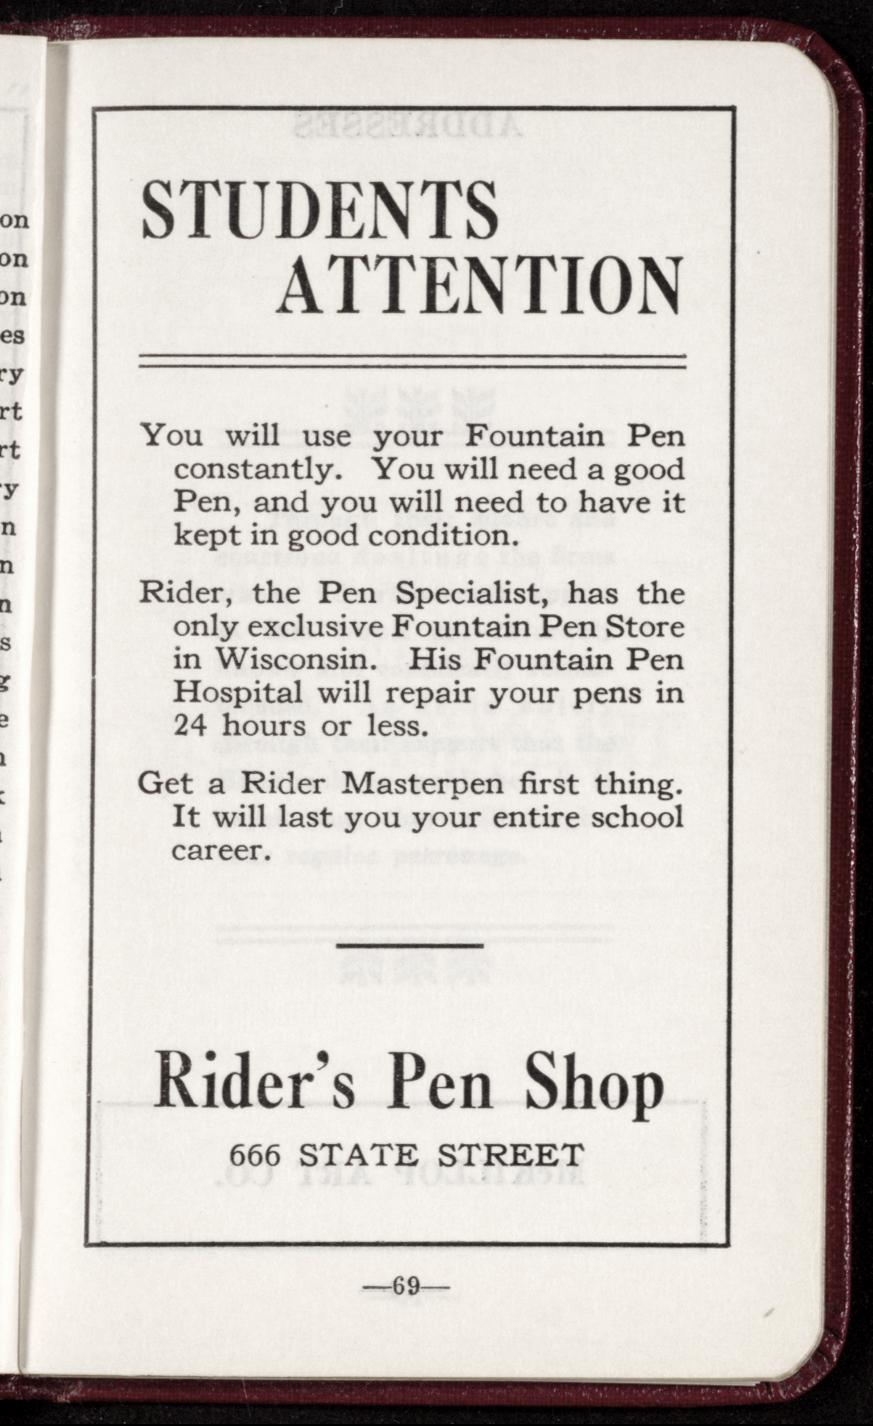 STUDENTS
ATTENTION
You will use your Fountain Pen
constantly. You will need a good
Pen, and you will need to have it
kept in good condition.
Rider, the Pen Specialist, has the
only exclusive Fountain Pen Store
in Wisconsin. His Fountain Pen
Hospital will repair your pens in
24 hours or less.
Get a Rider Masterpen first thing.
It will last you your entire school
career.
Rider's Pen Shop
666 STATE STREET
—69—